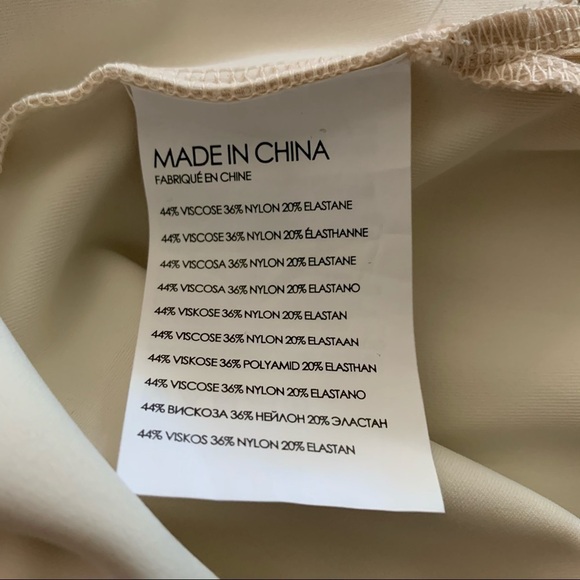 MADE IN CHINA
FABRIQUÉ EN CHINE
44% VISCOSE 36% NYLON 20% ELASTANE
44% VISCOSE 36% NYLON 20% ÉLASTHANNE
44% VISCOSA 36% NYLON 20% ELASTANE
44% VISCOSA 36% NYLON 20% ELASTANO
44% VISKOSE 36% NYLON 20% ELASTAN
44% VISCOSE 36% NYLON 20% ELASTAAN
44% VISKOSE 36% POLYAMID 20% ELASTHAN
44% VISCOSE 36% NYLON 20% ELASTANO
44% ВИСКОЗА 36% НЕЙЛОН 20% ЭЛАСТАН
44% VISKOS 36% NYLON 20% ELASTAN